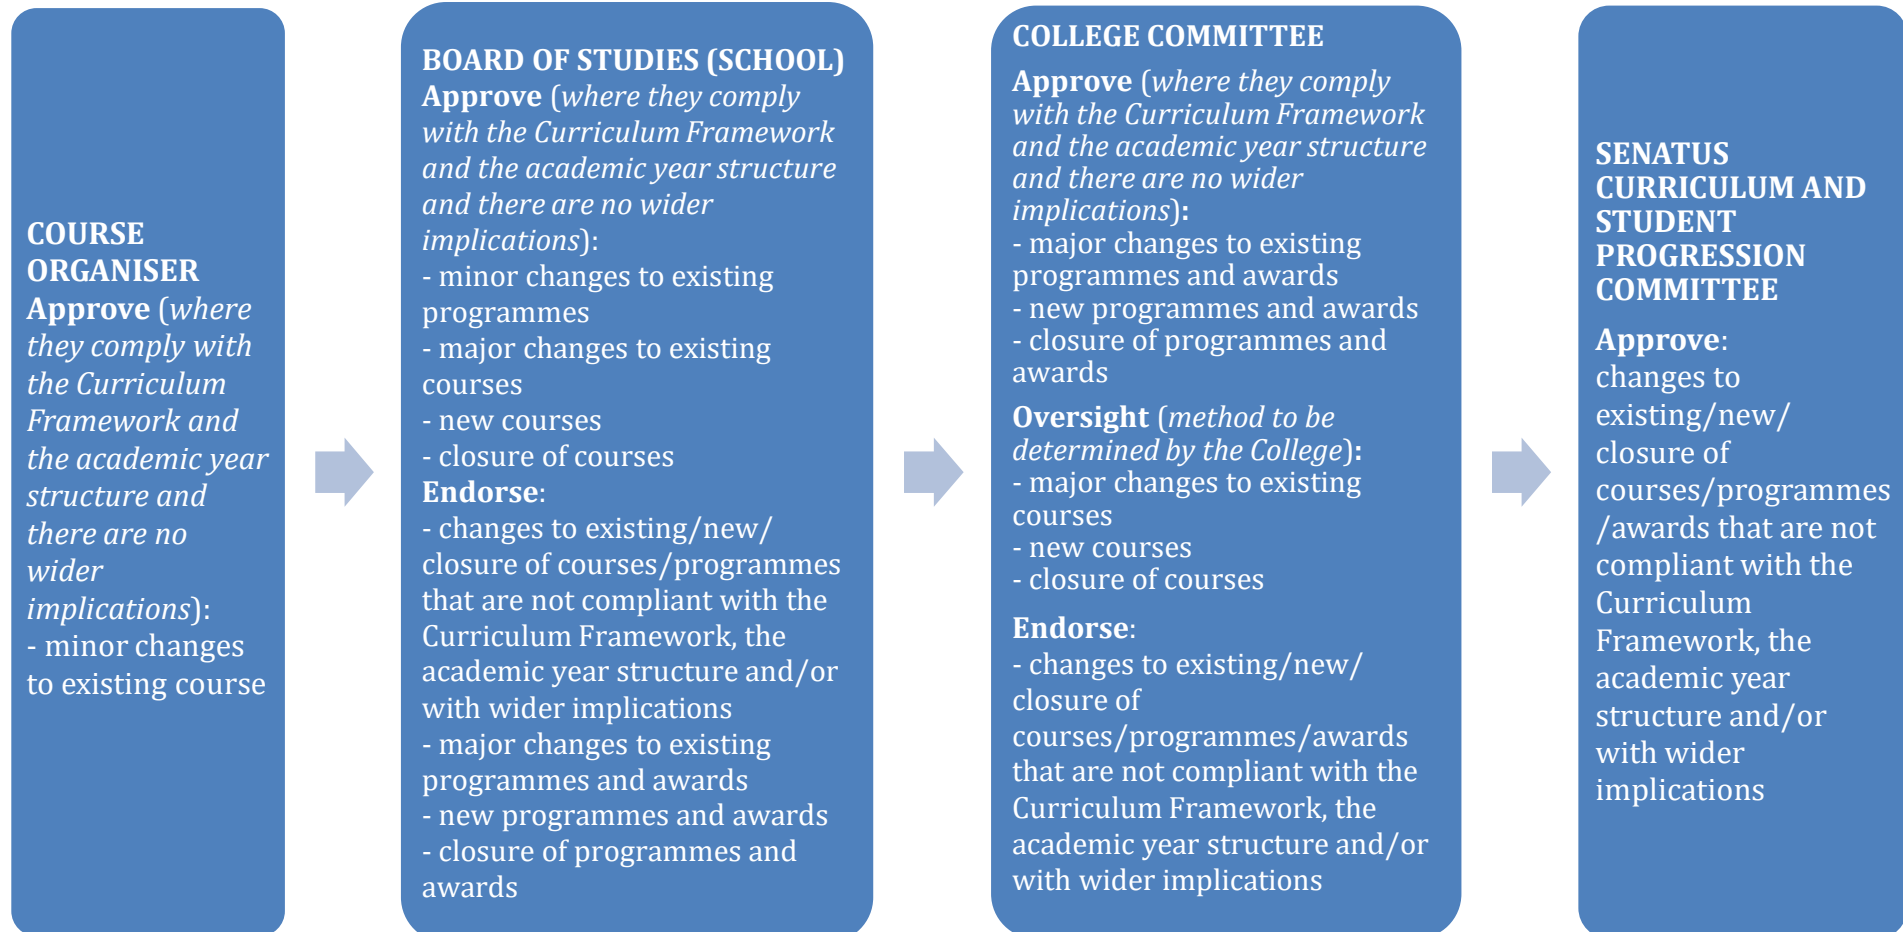 COURSE
ORGANISER
Approve (where
they comply with
the Curriculum
Framework and
the academic year
structure and
there are no
wider
implications):
- minor changes
to existing course
BOARD OF STUDIES (SCHOOL)
Approve (where they comply
with the Curriculum Framework
and the academic year structure
and there are no wider
implications):
- minor changes to existing
programmes
- major changes to existing
courses
- new courses
- closure of courses
Endorse:
- changes to existing/new/
closure of courses/programmes
that are not compliant with the
Curriculum Framework, the
academic year structure and/or
with wider implications
- major changes to existing
programmes and awards
- new programmes and awards
- closure of programmes and
awards
COLLEGE COMMITTEE
Approve (where they comply
with the Curriculum Framework
and the academic year structure
and there are no wider
implications):
- major changes to existing
programmes and awards
- new programmes and awards
- closure of programmes and
awards
Oversight (method to be
determined by the College):
- major changes to existing
courses
- new courses
- closure of courses
Endorse:
- changes to existing/new/
closure of
courses/programmes/awards
that are not compliant with the
Curriculum Framework, the
academic year structure and/or
with wider implications
SENATUS
CURRICULUM AND
STUDENT
PROGRESSION
COMMITTEE
Approve:
changes to
existing/new/
closure of
courses/programmes
/awards that are not
compliant with the
Curriculum
Framework, the
academic year
structure and/or
with wider
implications